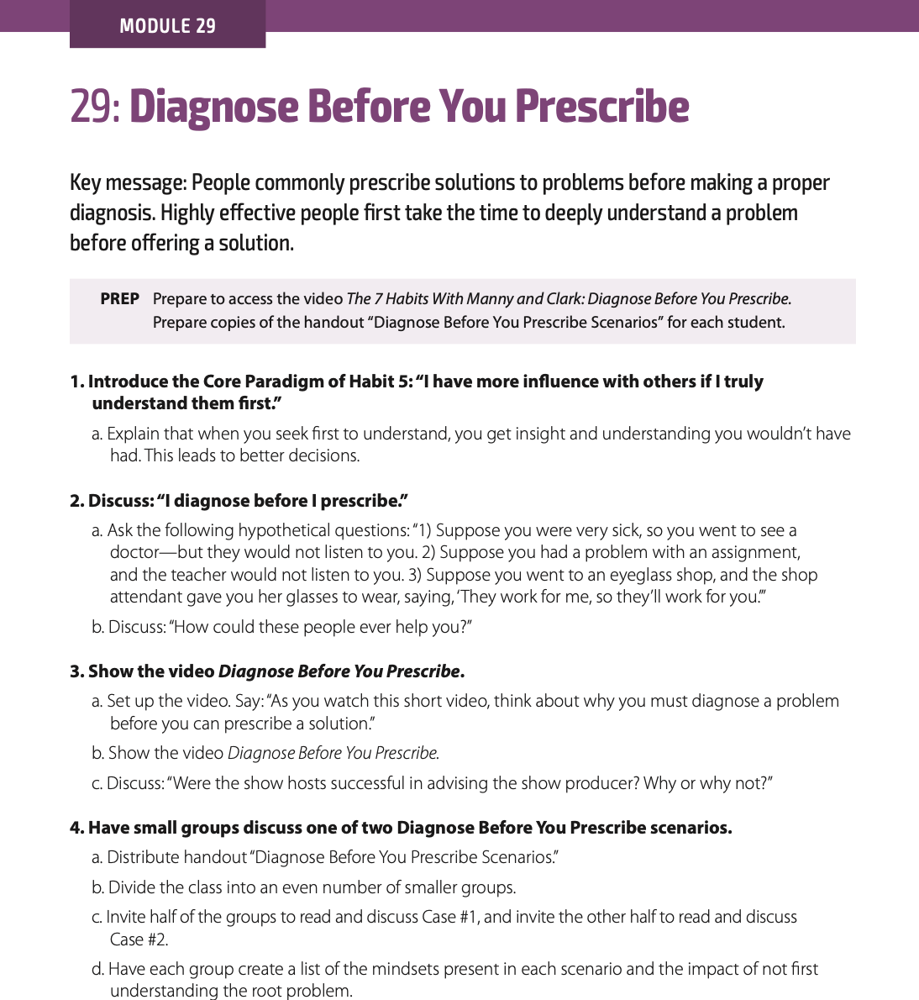 MODULE 29
29: Diagnose Before You Prescribe
Key message: People commonly prescribe solutions to problems before making a proper
diagnosis. Highly effective people first take the time to deeply understand a problem
before offering a solution.
PREP Prepare to access the video The 7 Habits With Manny and Clark: Diagnose Before You Prescribe.
Prepare copies of the handout “Diagnose Before You Prescribe Scenarios” for each student.
1. Introduce the Core Paradigm of Habit 5: “I have more influence with others if I truly
understand them first.”
a. Explain that when you seek first to understand, you get insight and understanding you wouldn’t have
had. This leads to better decisions.
2. Discuss: “I diagnose before I prescribe.”
a. Ask the following hypothetical questions: “1) Suppose you were very sick, so you went to see a
doctor—but they would not listen to you. 2) Suppose you had a problem with an assignment,
and the teacher would not listen to you. 3) Suppose you went to an eyeglass shop, and the shop
attendant gave you her glasses to wear, saying, ‘They work for me, so they’ll work for you.’”
b. Discuss: “How could these people ever help you?”
3. Show the video Diagnose Before You Prescribe.
a. Set up the video. Say: “As you watch this short video, think about why you must diagnose a problem
before you can prescribe a solution.”
b. Show the video Diagnose Before You Prescribe.
c. Discuss: “Were the show hosts successful in advising the show producer? Why or why not?”
4. Have small groups discuss one of two Diagnose Before You Prescribe scenarios.
a. Distribute handout “Diagnose Before You Prescribe Scenarios.”
b. Divide the class into an even number of smaller groups.
c. Invite half of the groups to read and discuss Case #1, and invite the other half to read and discuss
Case #2.
d. Have each group create a list of the mindsets present in each scenario and the impact of not first
understanding the root problem.